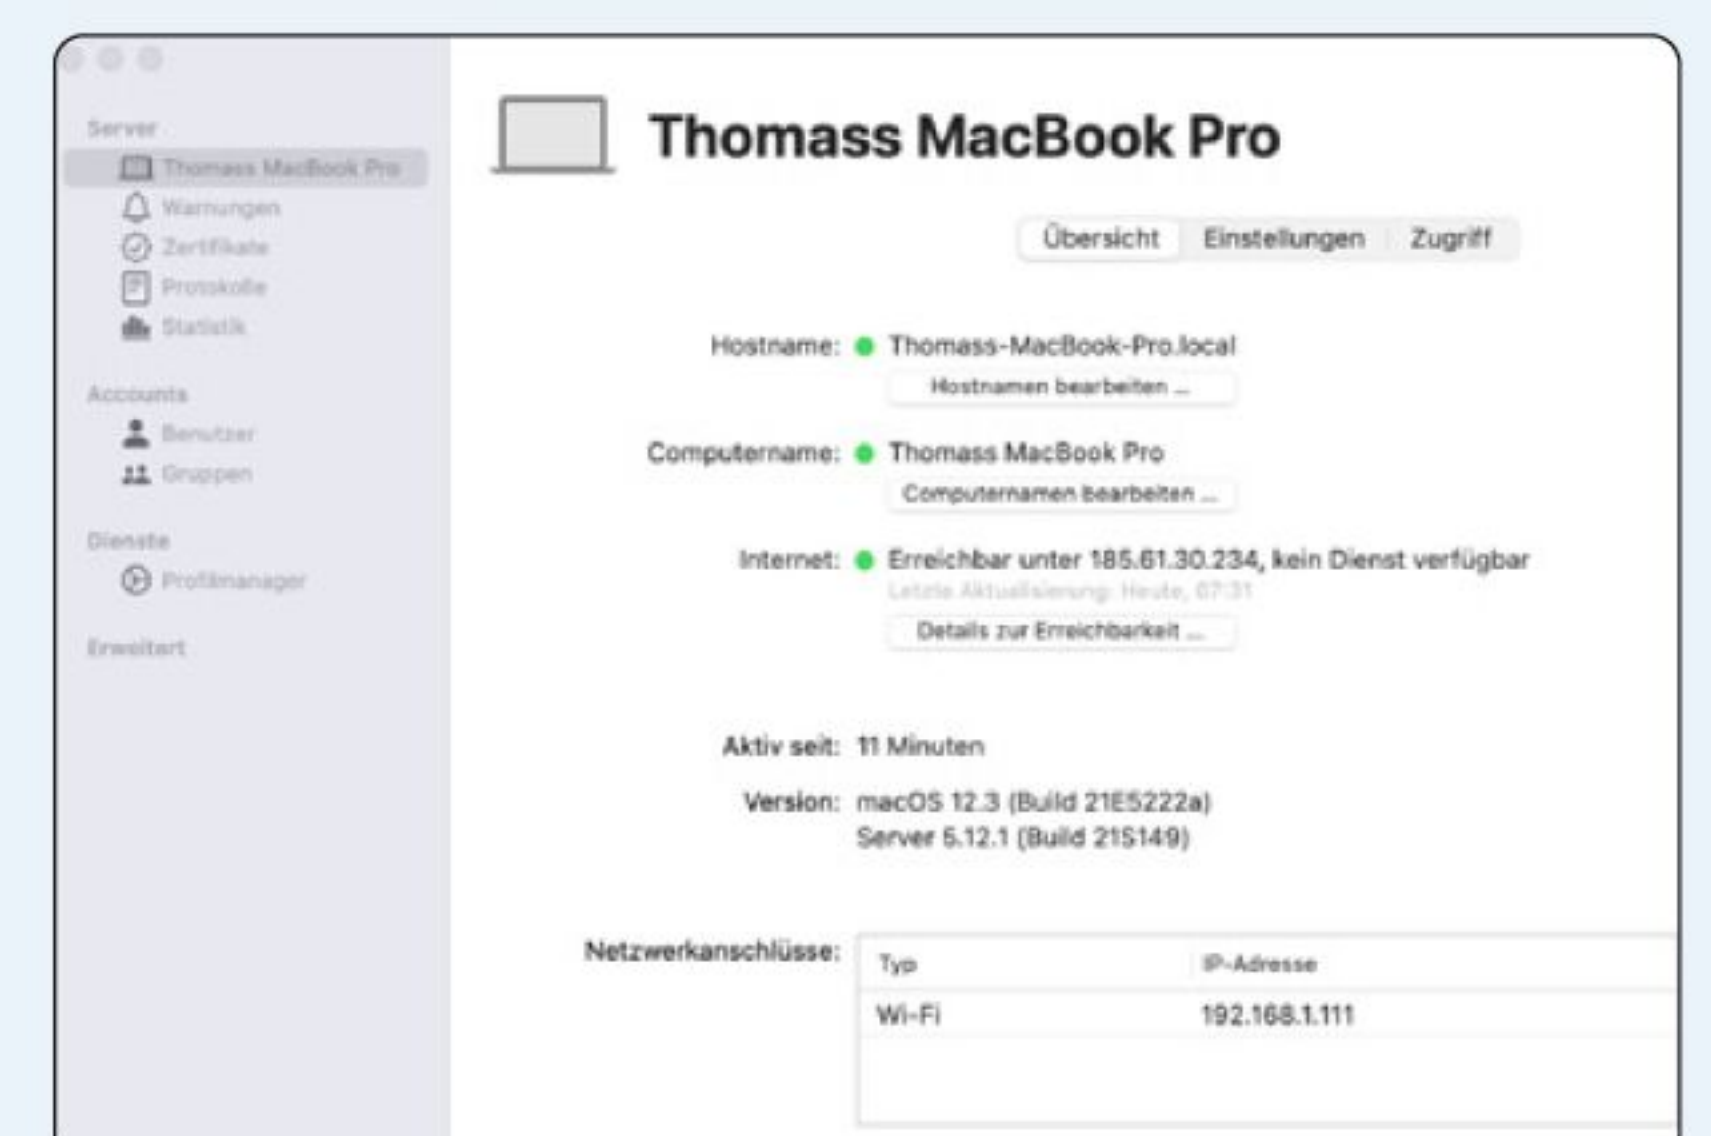 Server
Thomass MacBook Pro
Warnungen
Zertifikate
Protokolle
Statistik
Accounts
Benutzer
Gruppen
Dienste
Profilmanager
Erweitert
Thomass MacBook Pro
Übersicht Einstellungen Zugriff
Hostname: Thomass-MacBook-Pro.local
Hostnamen bearbeiten ...
Computername: Thomass MacBook Pro
Computernamen bearbeiten ...
Internet: Erreichbar unter 185.61.30.234, kein Dienst verfügbar
Letzte Aktualisierung: Heute, 07:31
Details zur Erreichbarkeit ...
Aktiv seit: 11 Minuten
Version: macOS 12.3 (Build 21E5222a)
Server 5.12.1 (Build 21S149)
Netzwerkanschlüsse:
Typ IP-Adresse
Wi-Fi 192.168.1.111